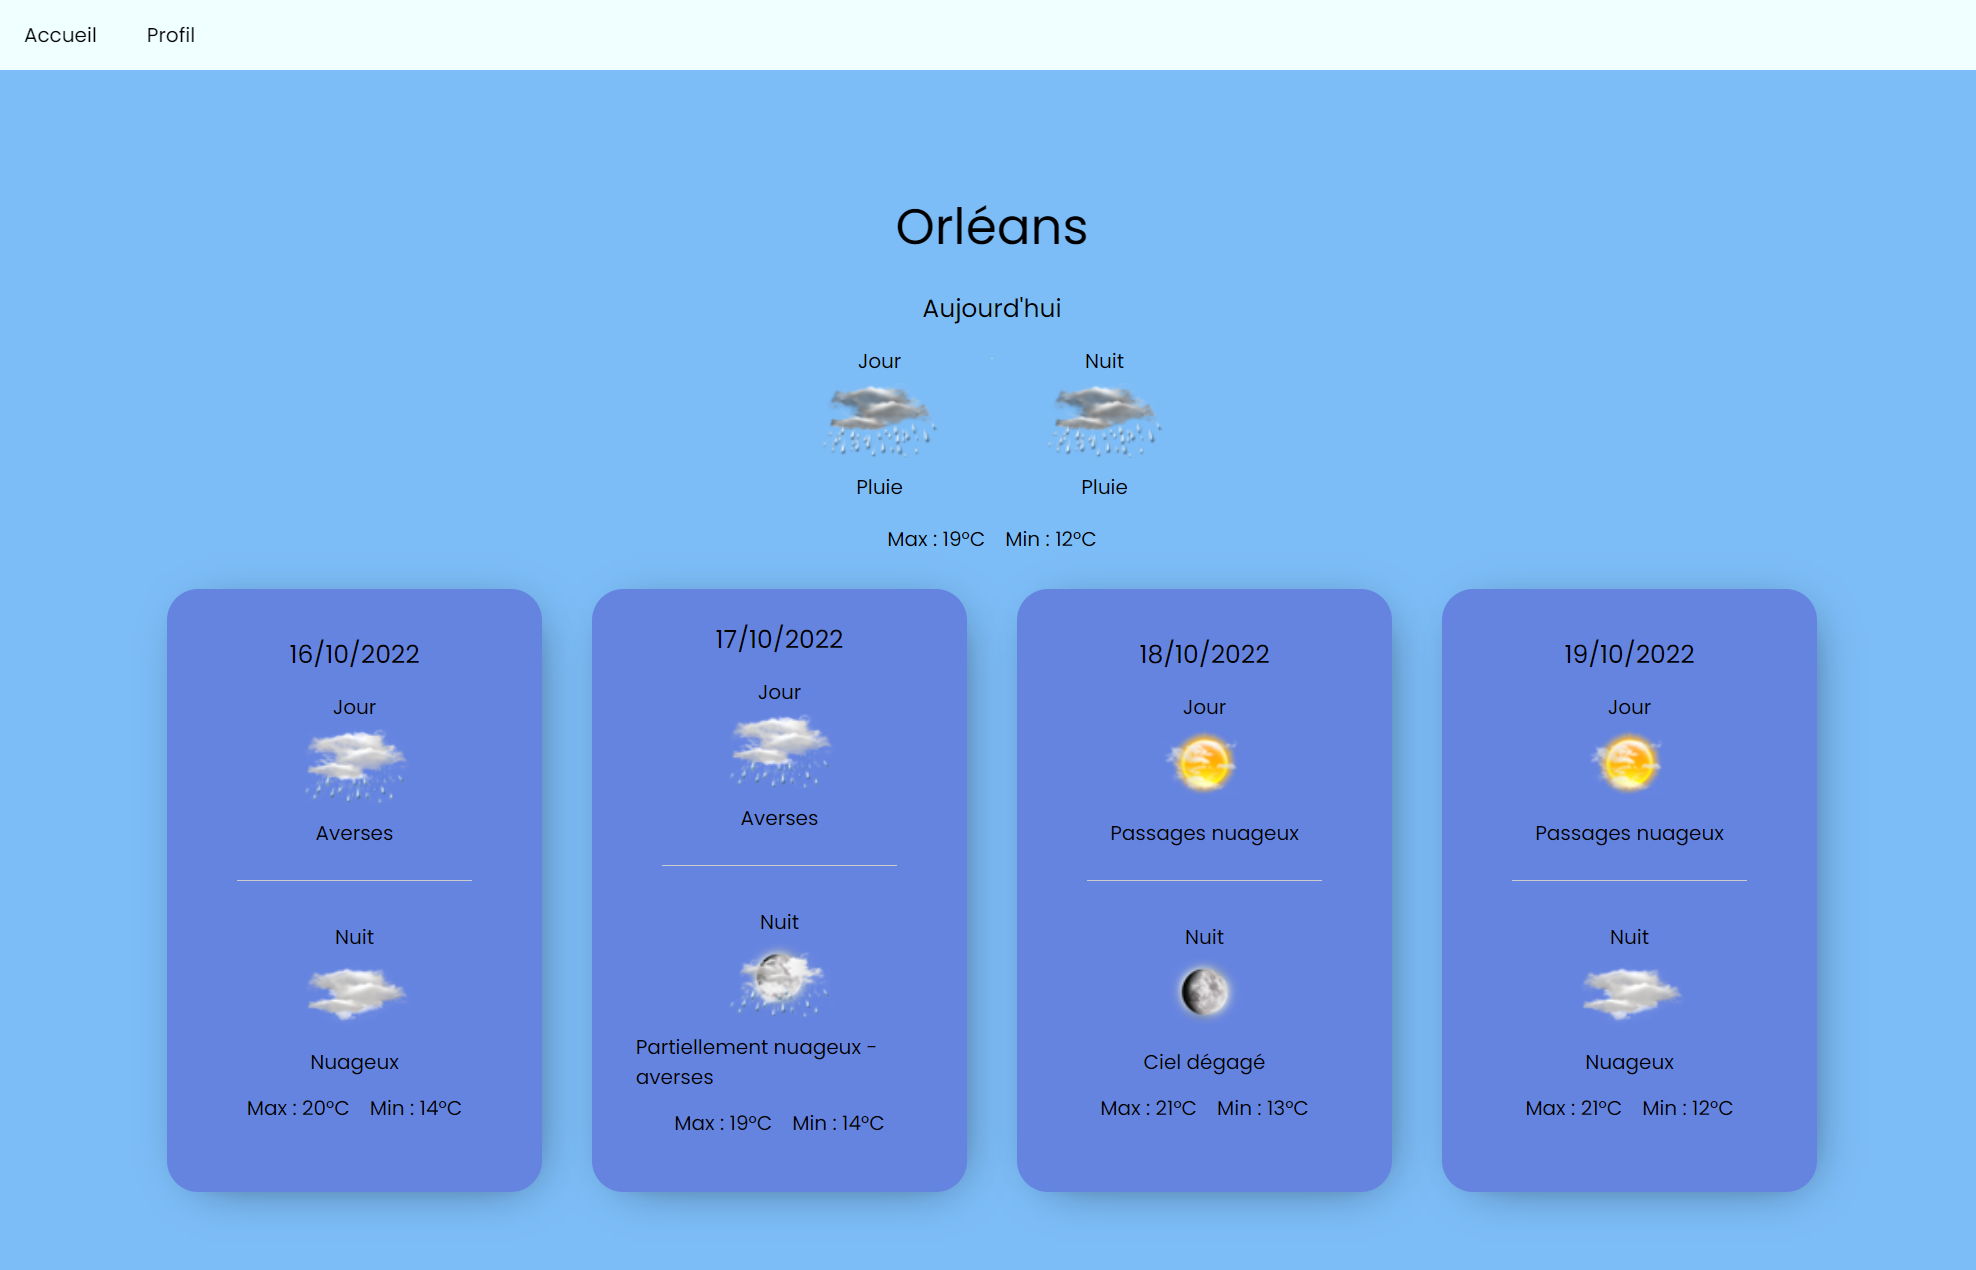 Accueil Profil
Orléans
Aujourd'hui
Jour Nuit
Pluie Pluie
Max : 19°C Min : 12°C
16/10/2022
Jour
Averses
Nuit
Nuageux
Max : 20°C Min : 14°C
17/10/2022
Jour
Averses
Nuit
Partiellement nuageux -
averses
Max : 19°C Min : 14°C
18/10/2022
Jour
Passages nuageux
Nuit
Ciel dégagé
Max : 21°C Min : 13°C
19/10/2022
Jour
Passages nuageux
Nuit
Nuageux
Max : 21°C Min : 12°C